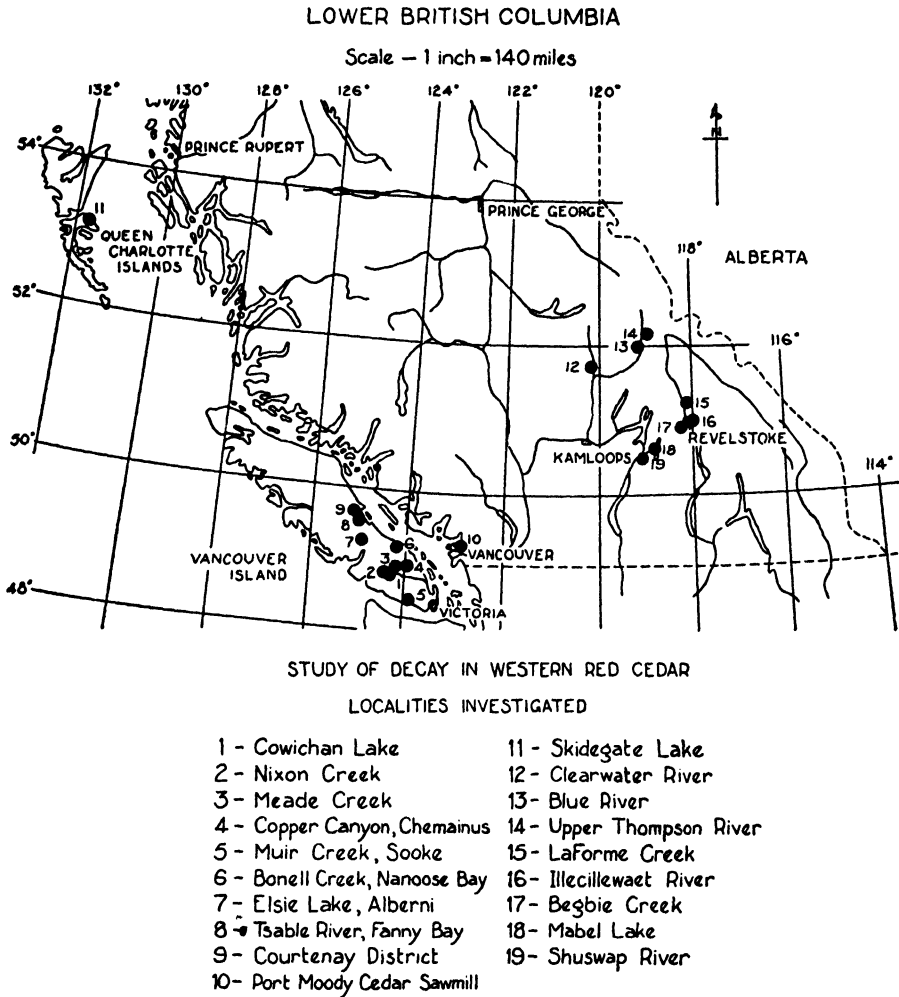 LOWER BRITISH COLUMBIA
Scale – 1 inch = 140 miles
132° 130° 128° 126° 124° 122° 120°
N
54°
PRINCE RUPERT
11
PRINCE GEORGE
QUEEN
CHARLOTTE
ISLANDS
118°
ALBERTA
52°
14
13
116°
12
15
16
17
REVELSTOKE
50°
18
KAMLOOPS
19
114°
9
8
10
7
6
VANCOUVER
VANCOUVER
ISLAND
3
4
2
1
48°
5
VICTORIA
STUDY OF DECAY IN WESTERN RED CEDAR
LOCALITIES INVESTIGATED
1 – Cowichan Lake
2 – Nixon Creek
3 – Meade Creek
4 – Copper Canyon, Chemainus
5 – Muir Creek, Sooke
6 – Bonell Creek, Nanoose Bay
7 – Elsie Lake, Alberni
8 – Tsable River, Fanny Bay
9 – Courtenay District
10 – Port Moody Cedar Sawmill
11 – Skidegate Lake
12 – Clearwater River
13 – Blue River
14 – Upper Thompson River
15 – LaForme Creek
16 – Illecillewaet River
17 – Begbie Creek
18 – Mabel Lake
19 – Shuswap River